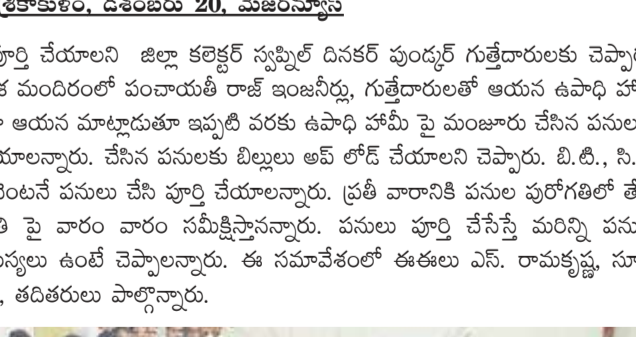 శ్రీకాకుళం, డిశెంబరు 20, మేజర్‌న్యూస్
పూర్తి చేయాలని జిల్లా కలెక్టర్ స్వప్నిల్ దినకర్ పుండ్కర్ గుత్తేదారులకు చెప్పా
మందిరంలో పంచాయతీ రాజ్ ఇంజనీర్లు, గుత్తేదారులతో ఆయన ఉపాధి హా
ఆయన మాట్లాడుతూ ఇప్పటి వరకు ఉపాధి హామీ పై మంజూరు చేసిన పనుల
యాలన్నారు. చేసిన పనులకు బిల్లులు అప్ లోడ్ చేయాలని చెప్పారు. బి.టి., సి.
వెంటనే పనులు చేసి పూర్తి చేయాలన్నారు. ప్రతీ వారానికి పనుల పురోగతిలో తే
తి పై వారం వారం సమీక్షిస్తానన్నారు. పనులు పూర్తి చేసేస్తే మరిన్ని పను
స్యలు ఉంటే చెప్పాలన్నారు. ఈ సమావేశంలో ఈఈలు ఎస్. రామకృష్ణ, సూ
, తదితరులు పాల్గొన్నారు.